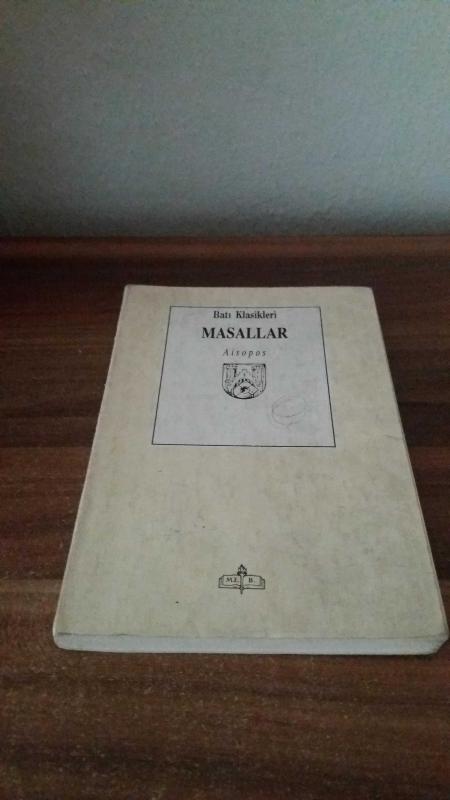 Batı Klasikleri
MASALLAR
Aisopos
M.E. B.